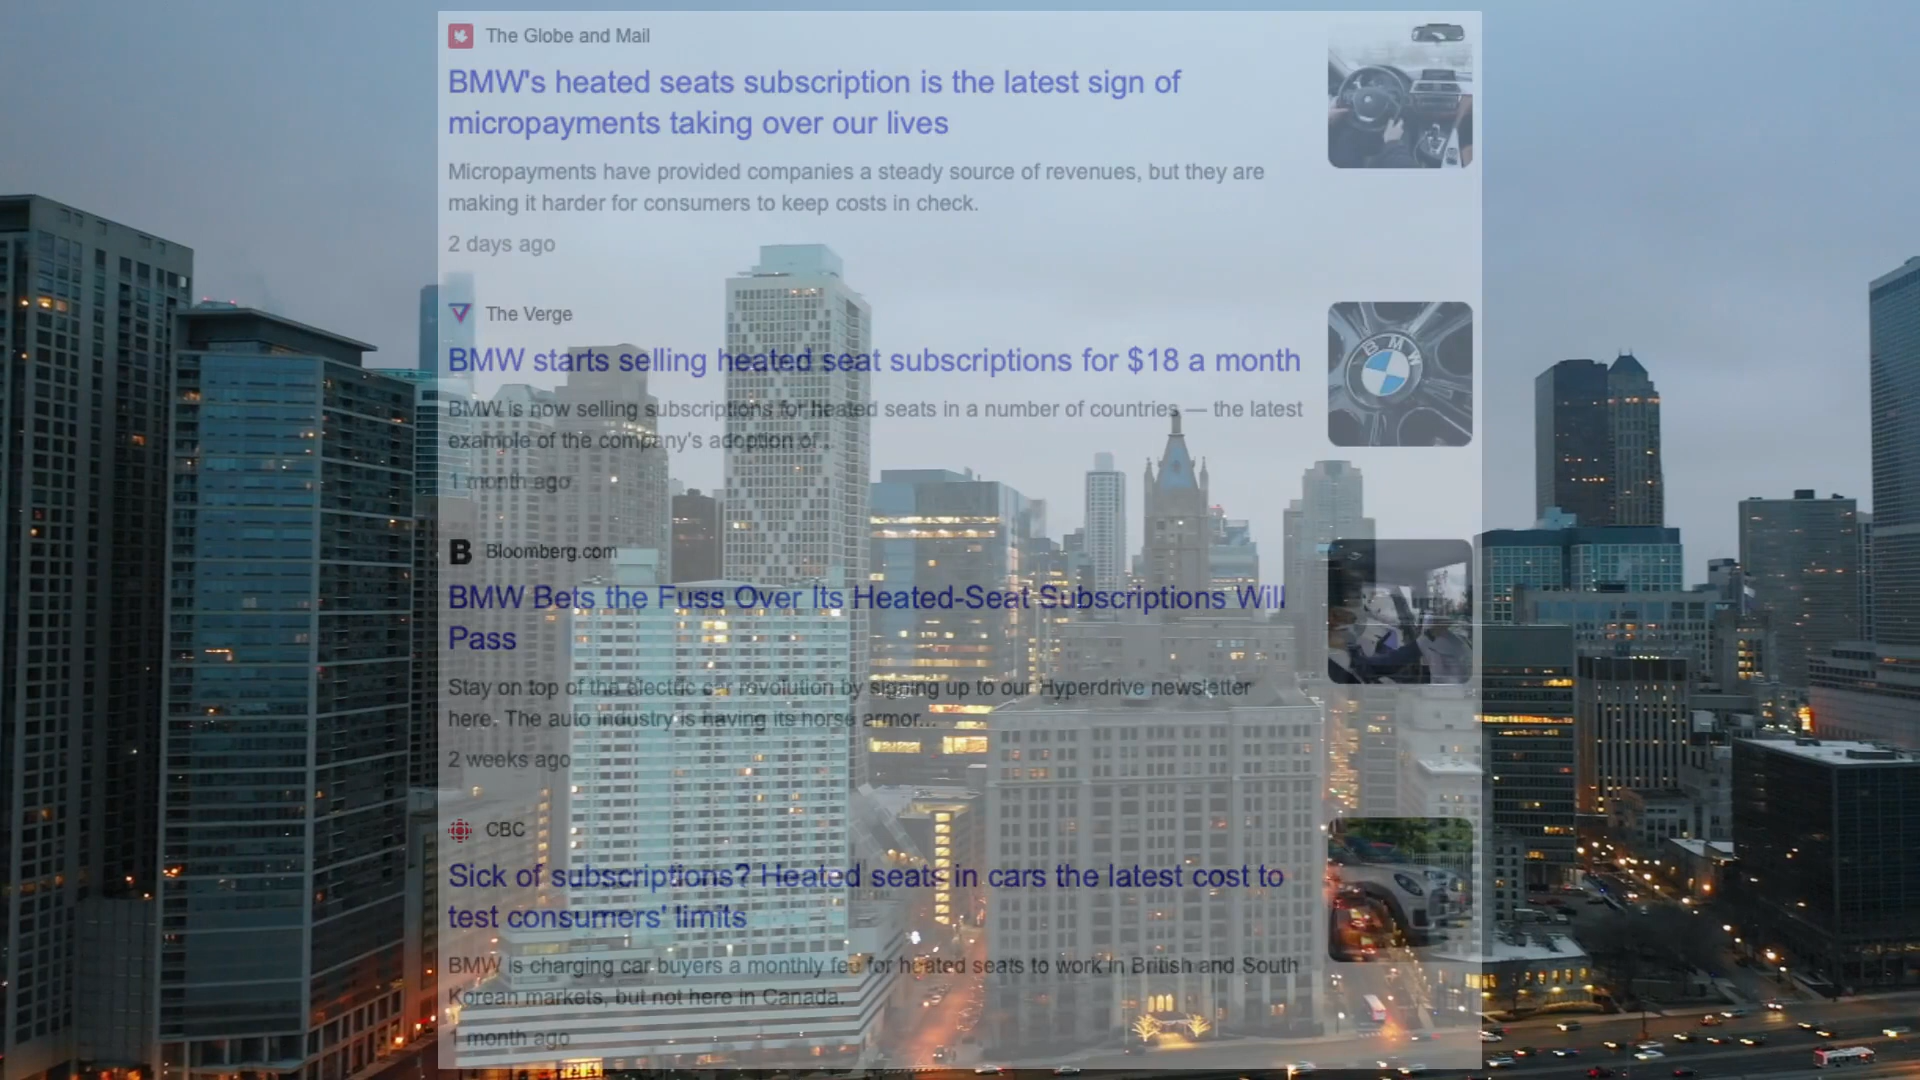 The Globe and Mail
BMW's heated seats subscription is the latest sign of
micropayments taking over our lives
Micropayments have provided companies a steady source of revenues, but they are
making it harder for consumers to keep costs in check.
2 days ago
The Verge
BMW starts selling heated seat subscriptions for $18 a month
BMW is now selling subscriptions for heated seats in a number of countries — the latest
example of the company's adoption of...
1 month ago
B Bloomberg.com
BMW Bets the Fuss Over Its Heated-Seat Subscriptions Will
Pass
Stay on top of the electric car revolution by signing up to our Hyperdrive newsletter
here. The auto industry is having its horse armor...
2 weeks ago
CBC
Sick of subscriptions? Heated seats in cars the latest cost to
test consumers' limits
BMW is charging car buyers a monthly fee for heated seats to work in British and South
Korean markets, but not here in Canada.
1 month ago
BMW